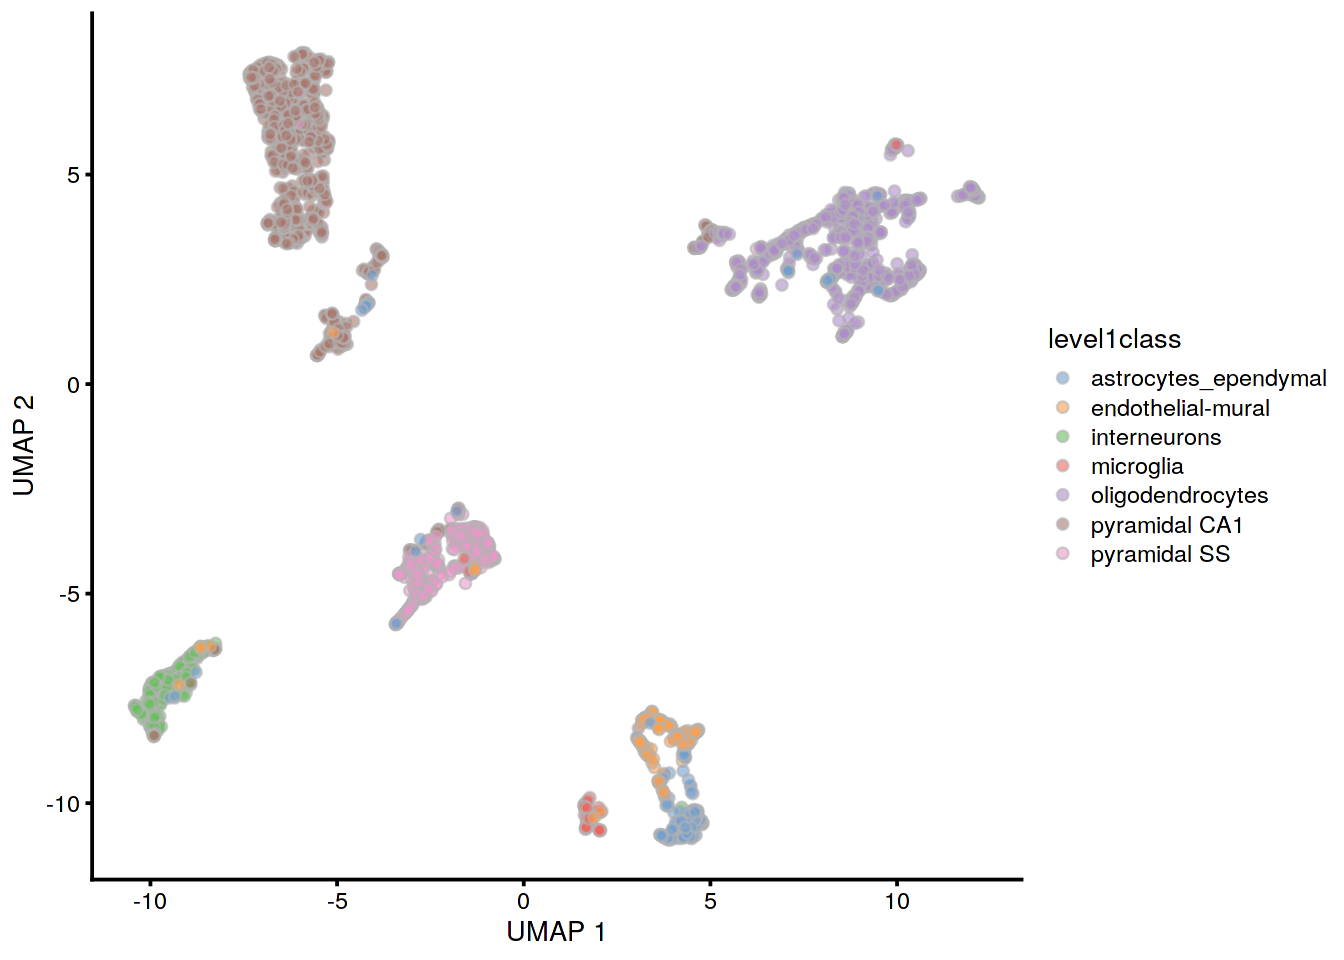 5
0
-5
-10
UMAP 2
-10
-5
0
5
10
UMAP 1
level1class
astrocytes_ependymal
endothelial-mural
interneurons
microglia
oligodendrocytes
pyramidal CA1
pyramidal SS